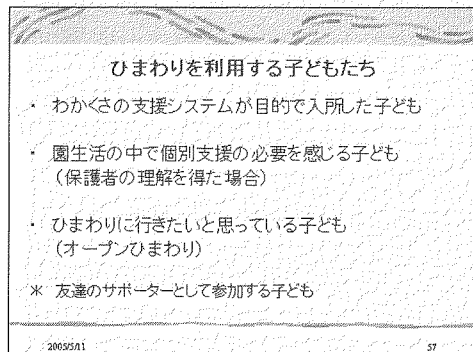 ひまわりを利用する子どもたち
・ わかくさの支援システムが目的で入所した子ども
・ 園生活の中で個別支援の必要を感じる子ども
（保護者の理解を得た場合）
・ ひまわりに行きたいと思っている子ども
（オープンひまわり）
＊ 友達のサポーターとして参加する子ども
2005/5/11
57